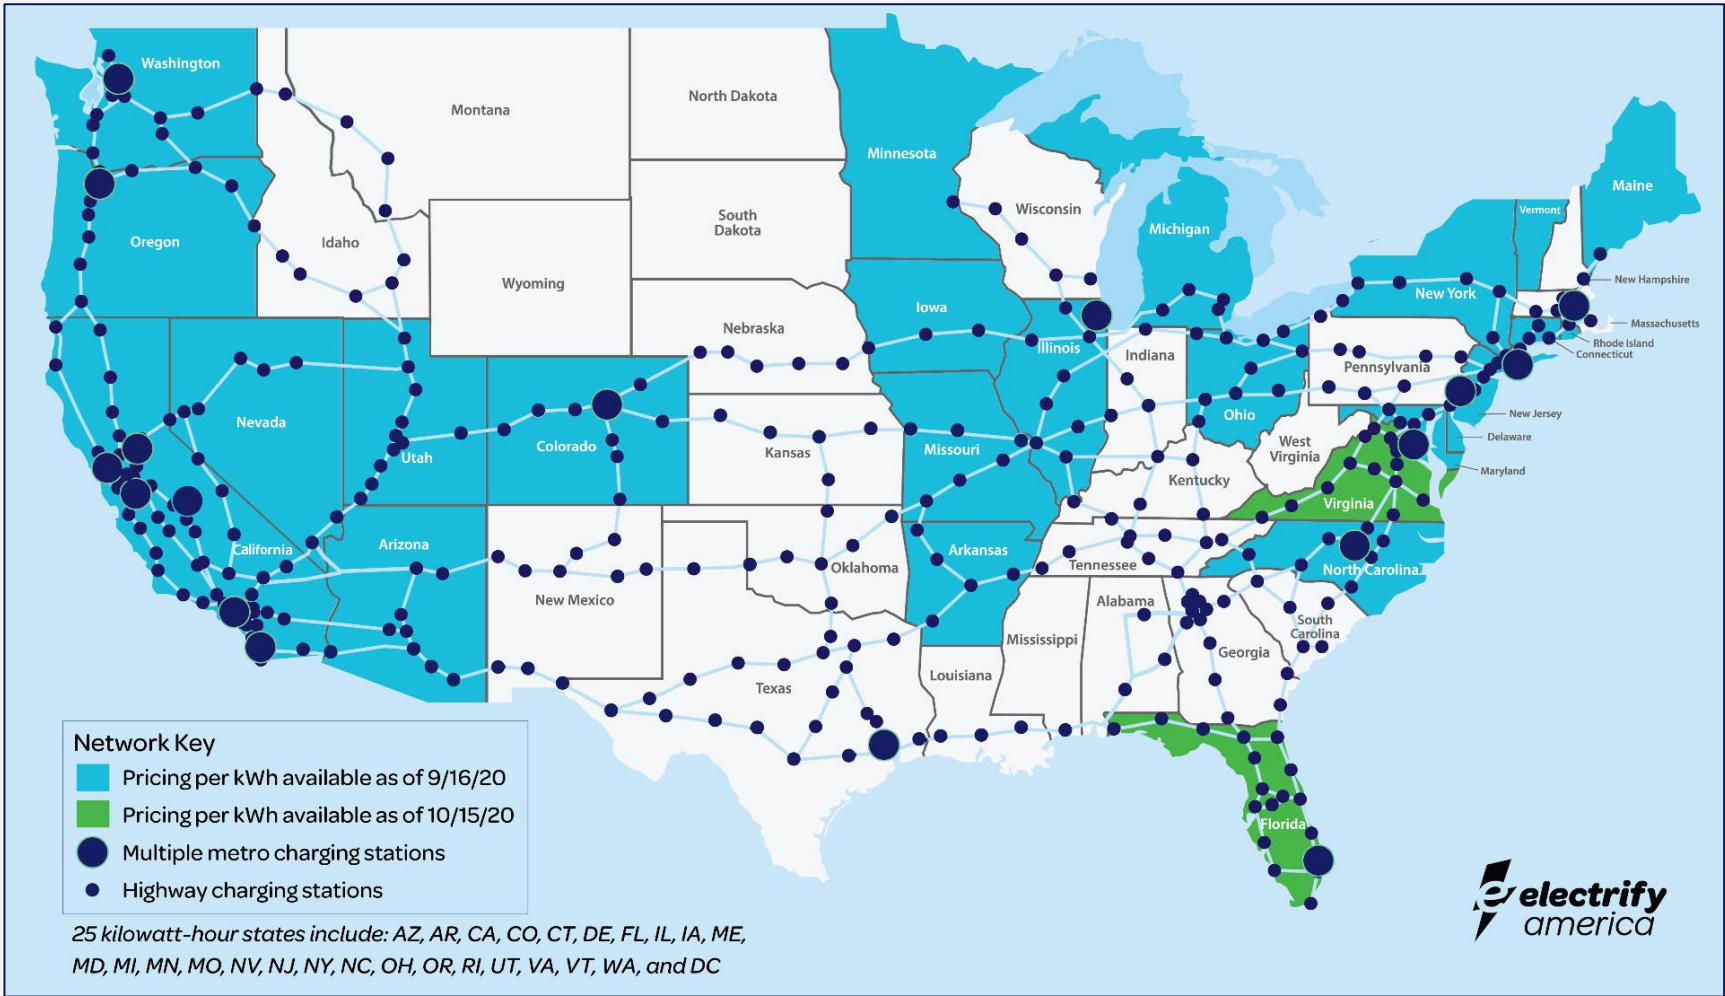 Washington
Montana
North Dakota
Minnesota
Maine
Vermont
Wisconsin
Michigan
South
Dakota
Oregon
Idaho
Wyoming
New Hampshire
New York
Massachusetts
Iowa
Nebraska
Illinois
Indiana
Rhode Island
Connecticut
Pennsylvania
Ohio
New Jersey
Nevada
Utah
Colorado
Kansas
Missouri
West
Virginia
Delaware
Maryland
Kentucky
Virginia
California
Arizona
Arkansas
Tennessee
North Carolina
Oklahoma
New Mexico
Alabama
Mississippi
South
Carolina
Georgia
Louisiana
Texas
Florida
Network Key
Pricing per kWh available as of 9/16/20
Pricing per kWh available as of 10/15/20
Multiple metro charging stations
Highway charging stations
25 kilowatt-hour states include: AZ, AR, CA, CO, CT, DE, FL, IL, IA, ME,
MD, MI, MN, MO, NV, NJ, NY, NC, OH, OR, RI, UT, VA, VT, WA, and DC
e electrify
america